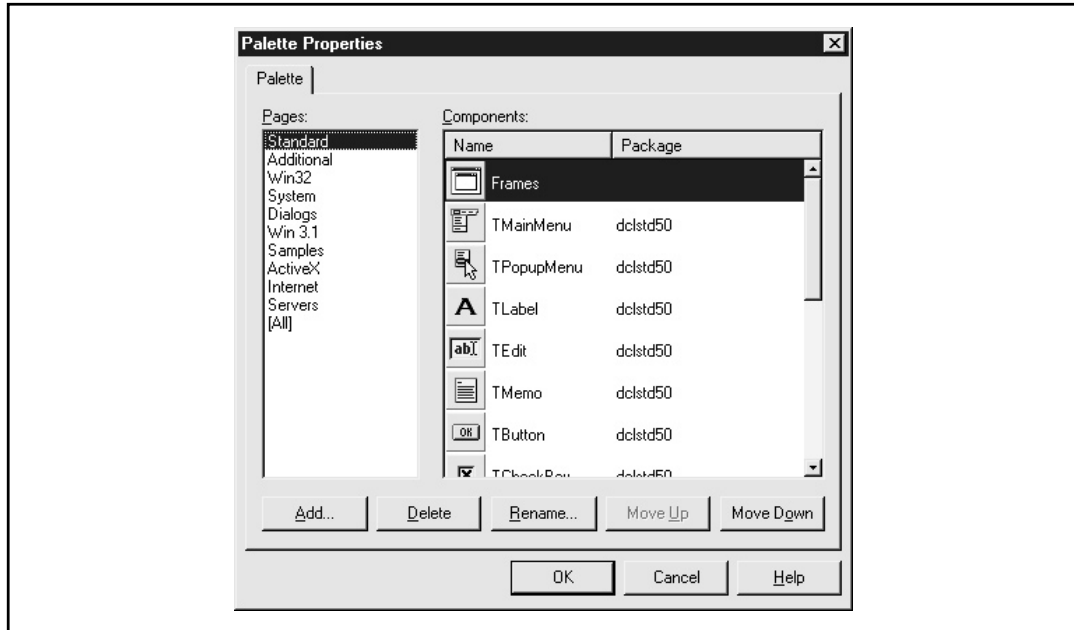 Palette Properties
Palette
Pages:
Components:
Standard
Additional
Win32
System
Dialogs
Win 3.1
Samples
ActiveX
Internet
Servers
[All]
Name Package
Frames
TMainMenu dclstd50
TPopupMenu dclstd50
A TLabel dclstd50
ab TEdit dclstd50
TMemo dclstd50
OK TButton dclstd50
Add... Delete Rename... Move Up Move Down
OK Cancel Help